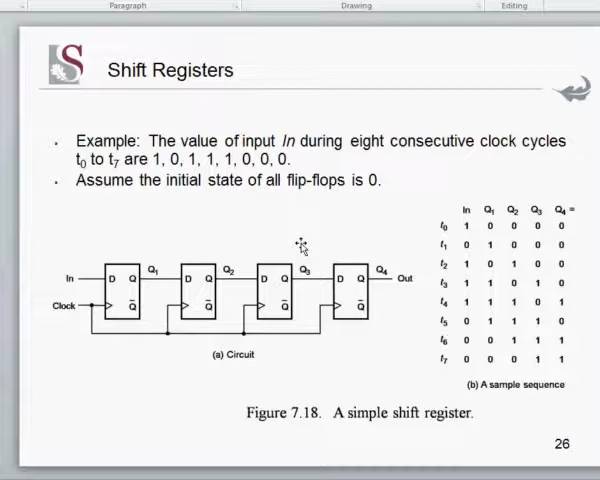 Paragraph
Drawing
Editing
S
Shift Registers
Example: The value of input In during eight consecutive clock cycles
t0 to t7 are 1, 0, 1, 1, 1, 0, 0, 0.
Assume the initial state of all flip-flops is 0.
In Q1 Q2 Q3 Q4 =
t0 1 0 0 0 0
t1 0 1 0 0 0
t2 1 0 1 0 0
t3 1 1 0 1 0
t4 1 1 1 0 1
t5 0 1 1 1 0
t6 0 0 1 1 1
t7 0 0 0 1 1
(b) A sample sequence
Q1 Q2 Q3 Q4
In D Q D Q D Q D Q Out
Clock Q̅ Q̅ Q̅ Q̅
(a) Circuit
Figure 7.18. A simple shift register.
26